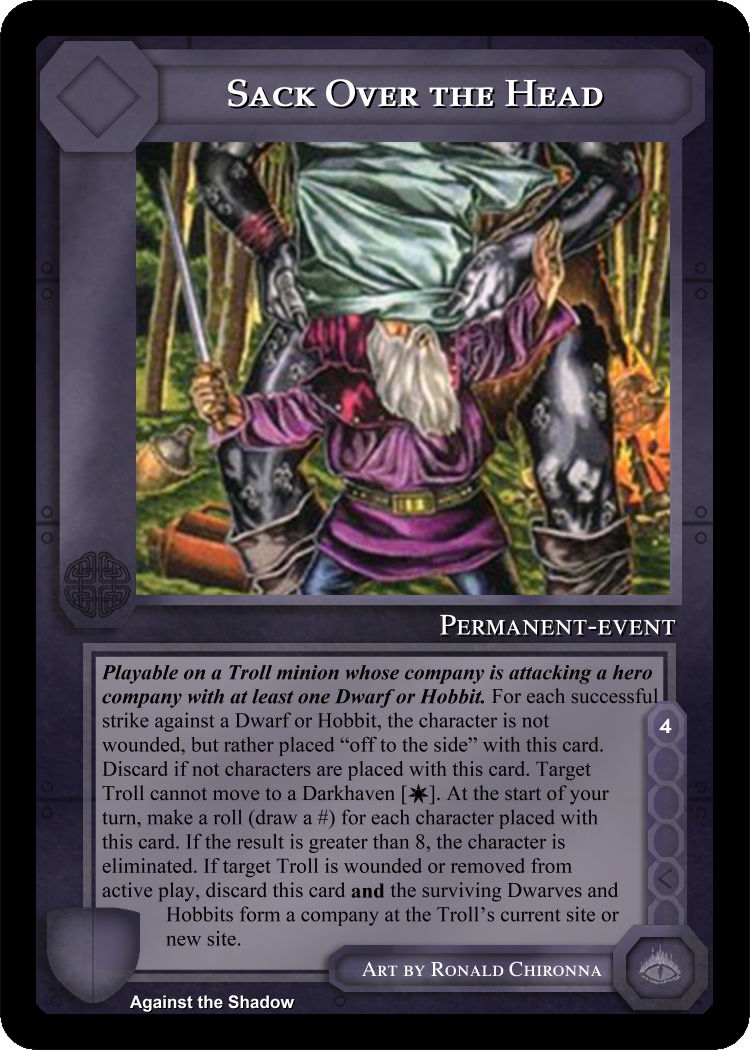 Sack Over the Head
Permanent-event
Playable on a Troll minion whose company is attacking a hero
company with at least one Dwarf or Hobbit. For each successful
strike against a Dwarf or Hobbit, the character is not
wounded, but rather placed “off to the side” with this card.
Discard if not characters are placed with this card. Target
Troll cannot move to a Darkhaven [✷]. At the start of your
turn, make a roll (draw a #) for each character placed with
this card. If the result is greater than 8, the character is
eliminated. If target Troll is wounded or removed from
active play, discard this card and the surviving Dwarves and
Hobbits form a company at the Troll’s current site or
new site.
4
Art by Ronald Chironna
Against the Shadow